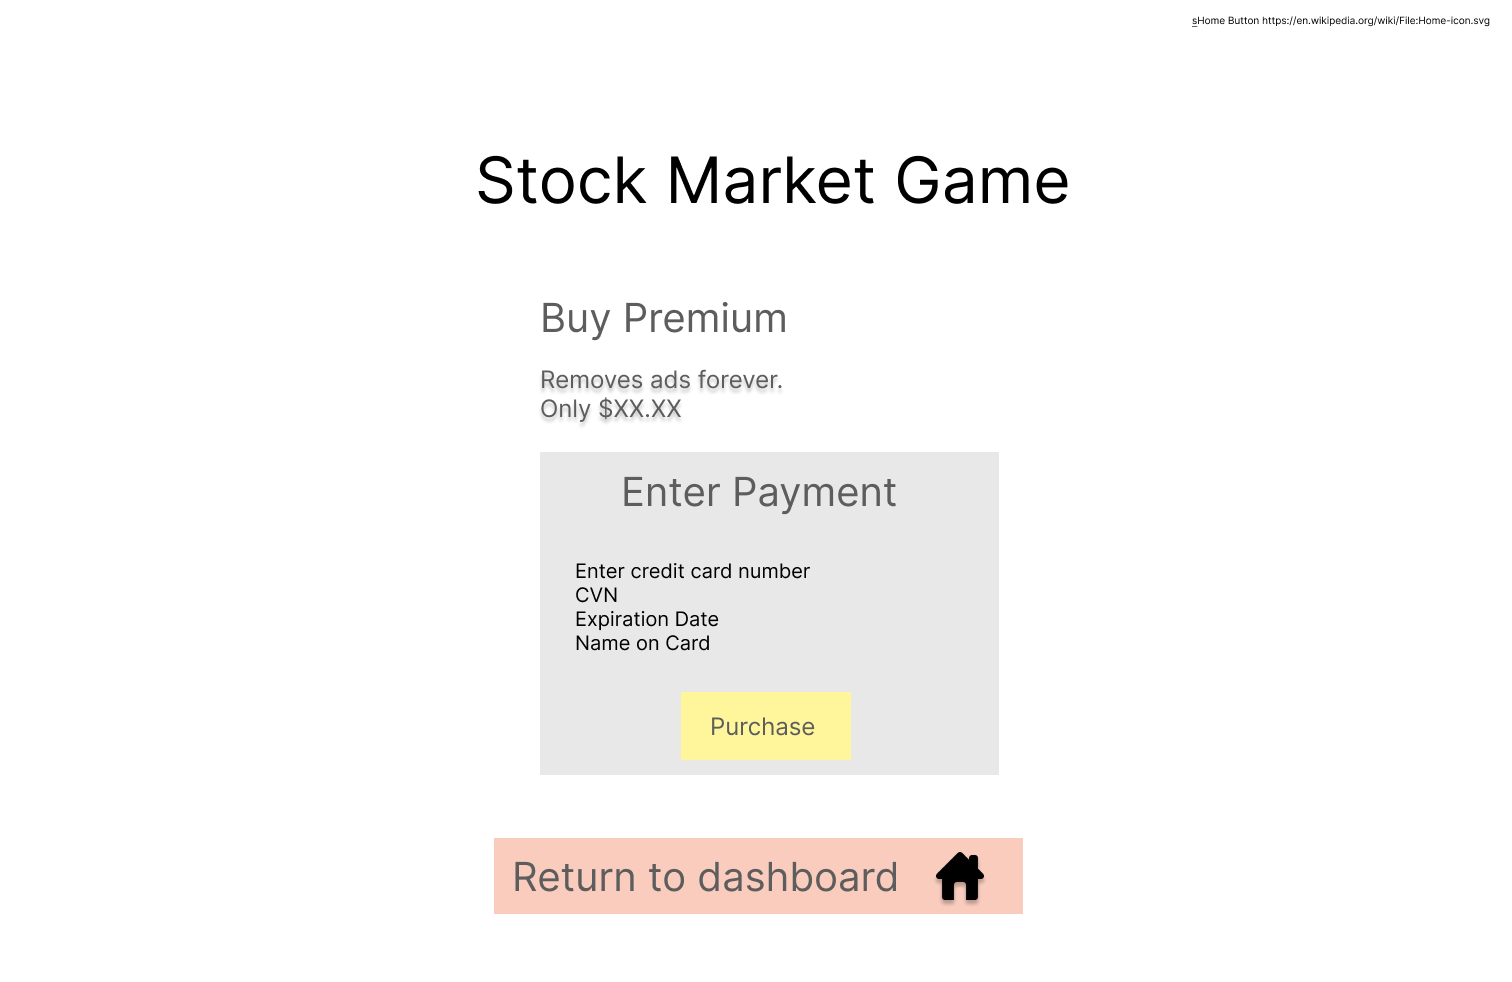 sHome Button https://en.wikipedia.org/wiki/File:Home-icon.svg
Stock Market Game
Buy Premium
Removes ads forever.
Only $XX.XX
Enter Payment
Enter credit card number
CVN
Expiration Date
Name on Card
Purchase
Return to dashboard